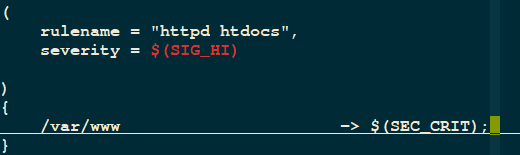 (
rulename = "httpd htdocs",
severity = $(SIG_HI)
)
{
/var/www -> $(SEC_CRIT);
}